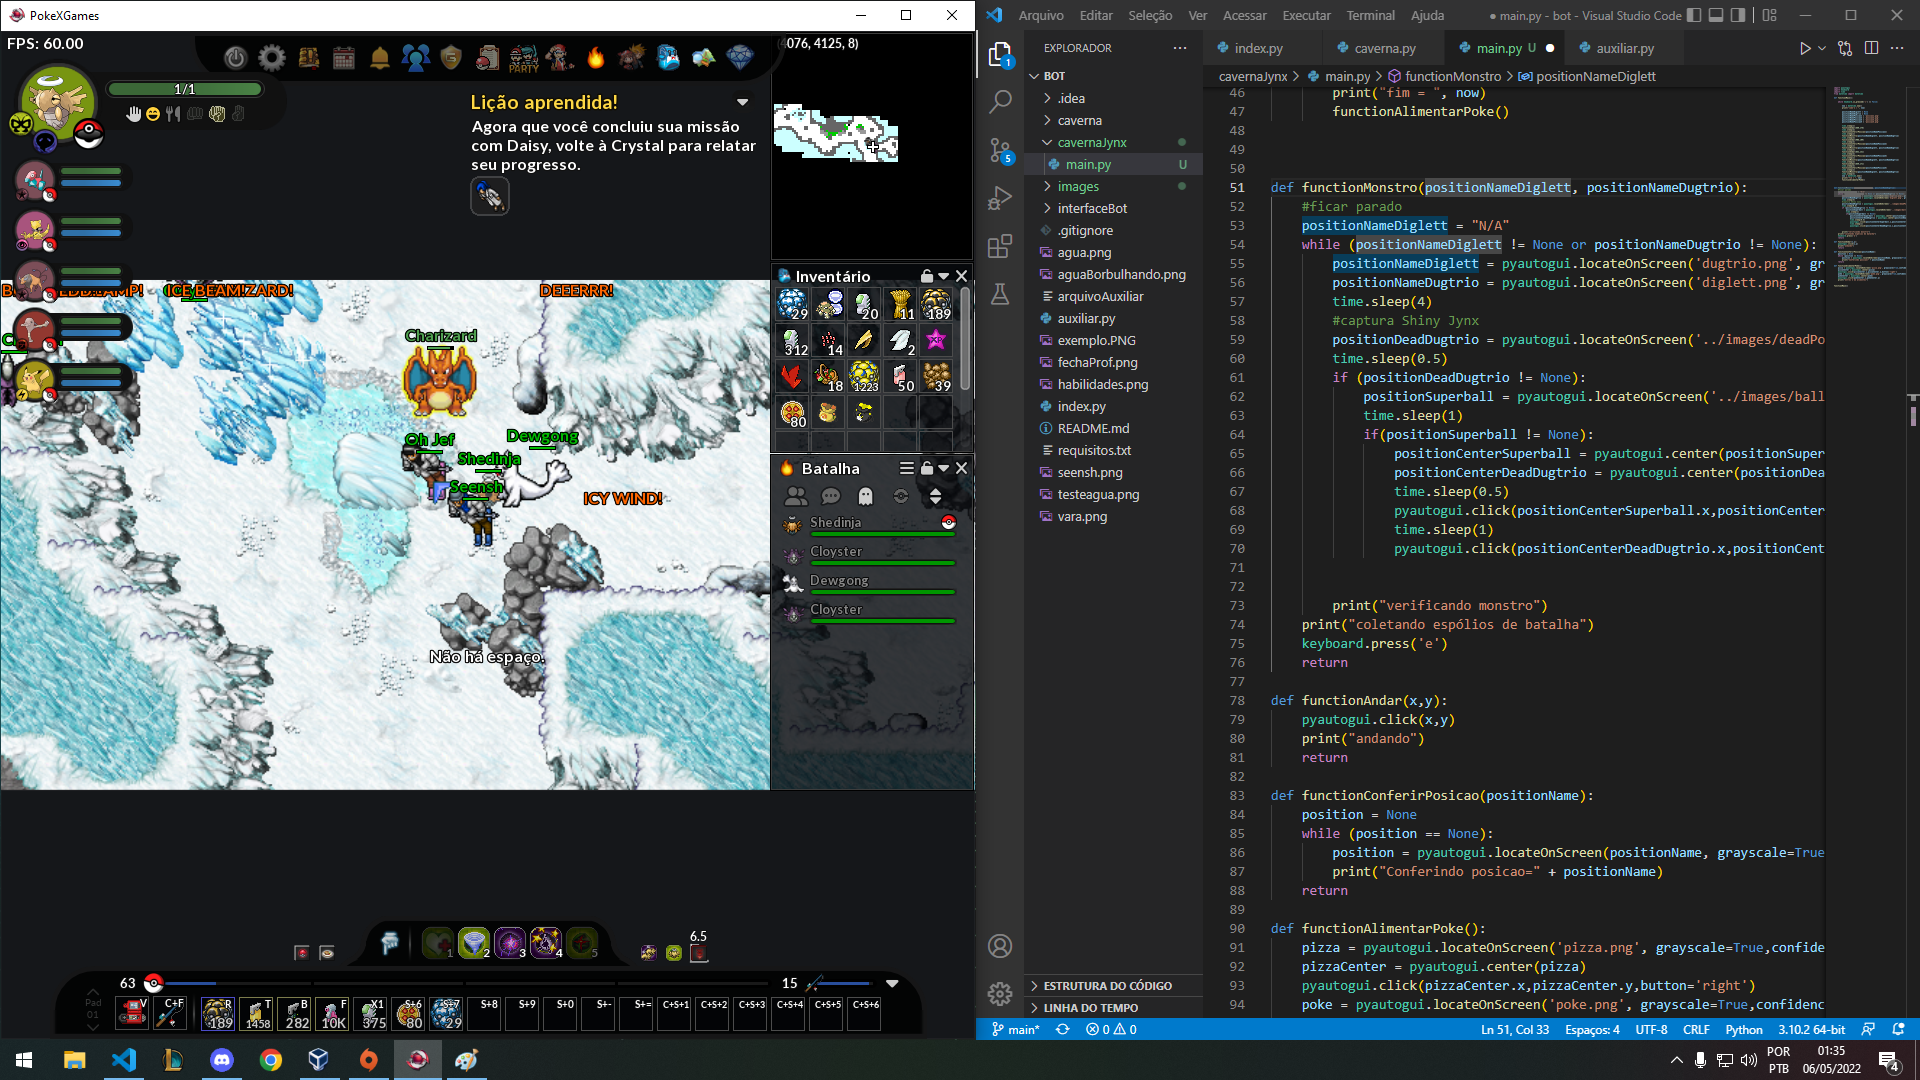 PokeXGames
FPS: 60.00
4076, 4125, 8)
PARTY
1/1
Lição aprendida!
Agora que você concluiu sua missão
com Daisy, volte à Crystal para relatar
seu progresso.
ICE BEAM!
ZARD!
DEEERRR!
Charizard
Oh Jef
Dewgong
Shedinja
Seensh
ICY WIND!
Não há espaço.
Inventário
29
20
11
189
312
14
2
18
1223
50
39
80
Batalha
Shedinja
Cloyster
Dewgong
Cloyster
1
2
3
4
5
6.5
63
15
Pad
01
V
C+F
R
T
B
F
X1
S+6
S+7
S+8
S+9
S+0
S+-
S+=
C+S+1
C+S+2
C+S+3
C+S+4
C+S+5
C+S+6
189
1458
282
10K
375
80
29
Arquivo Editar Seleção Ver Acessar Executar Terminal Ajuda
● main.py - bot - Visual Studio Code
EXPLORADOR
BOT
.idea
caverna
cavernaJynx
main.py U
images
interfaceBot
.gitignore
agua.png
aguaBorbulhando.png
arquivoAuxiliar
auxiliar.py
exemplo.PNG
fechaProf.png
habilidades.png
index.py
README.md
requisitos.txt
seensh.png
testeagua.png
vara.png
ESTRUTURA DO CÓDIGO
LINHA DO TEMPO
1
5
index.py
caverna.py
main.py U
auxiliar.py
cavernaJynx > main.py > functionMonstro > positionNameDiglett
46 print("fim = ", now)
47 functionAlimentarPoke()
48
49
50
51 def functionMonstro(positionNameDiglett, positionNameDugtrio):
52 #ficar parado
53 positionNameDiglett = "N/A"
54 while (positionNameDiglett != None or positionNameDugtrio != None):
55 positionNameDiglett = pyautogui.locateOnScreen('dugtrio.png', gr
56 positionNameDugtrio = pyautogui.locateOnScreen('diglett.png', gr
57 time.sleep(4)
58 #captura Shiny Jynx
59 positionDeadDugtrio = pyautogui.locateOnScreen('../images/deadPo
60 time.sleep(0.5)
61 if (positionDeadDugtrio != None):
62 positionSuperball = pyautogui.locateOnScreen('../images/ball
63 time.sleep(1)
64 if(positionSuperball != None):
65 positionCenterSuperball = pyautogui.center(positionSuper
66 positionCenterDeadDugtrio = pyautogui.center(positionDea
67 time.sleep(0.5)
68 pyautogui.click(positionCenterSuperball.x,positionCenter
69 time.sleep(1)
70 pyautogui.click(positionCenterDeadDugtrio.x,positionCent
71
72
73 print("verificando monstro")
74 print("coletando espólios de batalha")
75 keyboard.press('e')
76 return
77
78 def functionAndar(x,y):
79 pyautogui.click(x,y)
80 print("andando")
81 return
82
83 def functionConferirPosicao(positionName):
84 position = None
85 while (position == None):
86 position = pyautogui.locateOnScreen(positionName, grayscale=True
87 print("Conferindo posicao=" + positionName)
88 return
89
90 def functionAlimentarPoke():
91 pizza = pyautogui.locateOnScreen('pizza.png', grayscale=True,confide
92 pizzaCenter = pyautogui.center(pizza)
93 pyautogui.click(pizzaCenter.x,pizzaCenter.y,button='right')
94 poke = pyautogui.locateOnScreen('poke.png', grayscale=True,confidenc
main* 0 0 Ln 51, Col 33 Espaços: 4 UTF-8 CRLF Python 3.10.2 64-bit
POR
PTB
01:35
06/05/2022
4